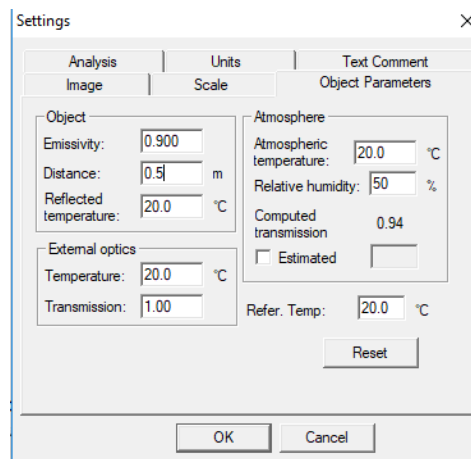 Settings
Analysis
Units
Text Comment
Image
Scale
Object Parameters
Object
Emissivity: 0.900
Distance: 0.5 m
Reflected
temperature: 20.0 °C
External optics
Temperature: 20.0 °C
Transmission: 1.00
Atmosphere
Atmospheric
temperature: 20.0 °C
Relative humidity: 50 %
Computed
transmission 0.94
Estimated
Refer. Temp: 20.0 °C
Reset
OK
Cancel